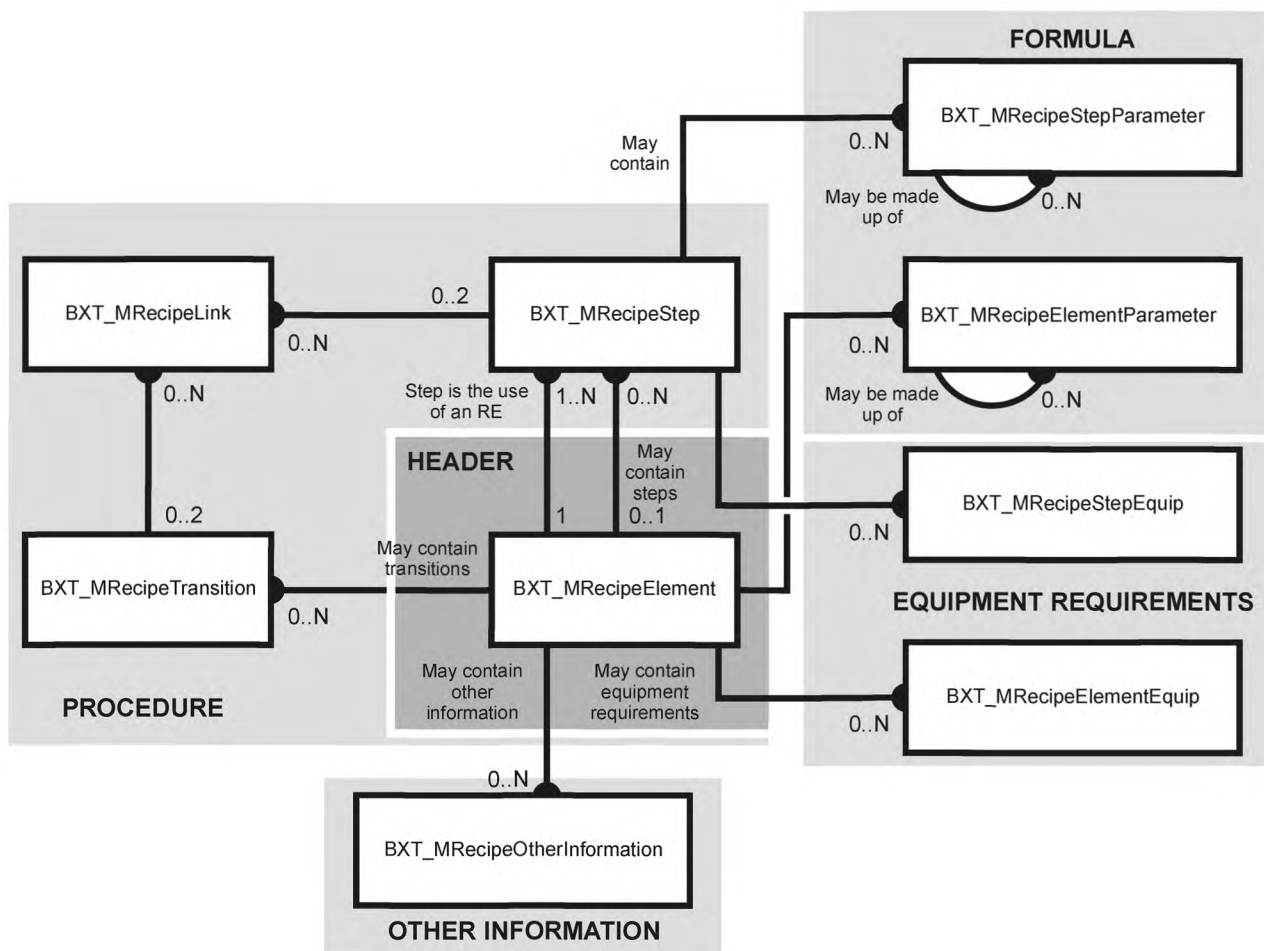 FORMULA
BXT_MRecipeStepParameter
0..N
May
contain
May be made
up of
0..N
BXT_MRecipeLink
0..N
0..2
BXT_MRecipeStep
BXT_MRecipeElementParameter
0..N
May be made
up of
0..N
0..N
Step is the use
of an RE
1..N
0..N
HEADER
May
contain
steps
1
0..1
0..2
BXT_MRecipeStepEquip
0..N
BXT_MRecipeTransition
0..N
May contain
transitions
BXT_MRecipeElement
EQUIPMENT REQUIREMENTS
May contain
other
information
May contain
equipment
requirements
BXT_MRecipeElementEquip
0..N
PROCEDURE
0..N
BXT_MRecipeOtherInformation
OTHER INFORMATION